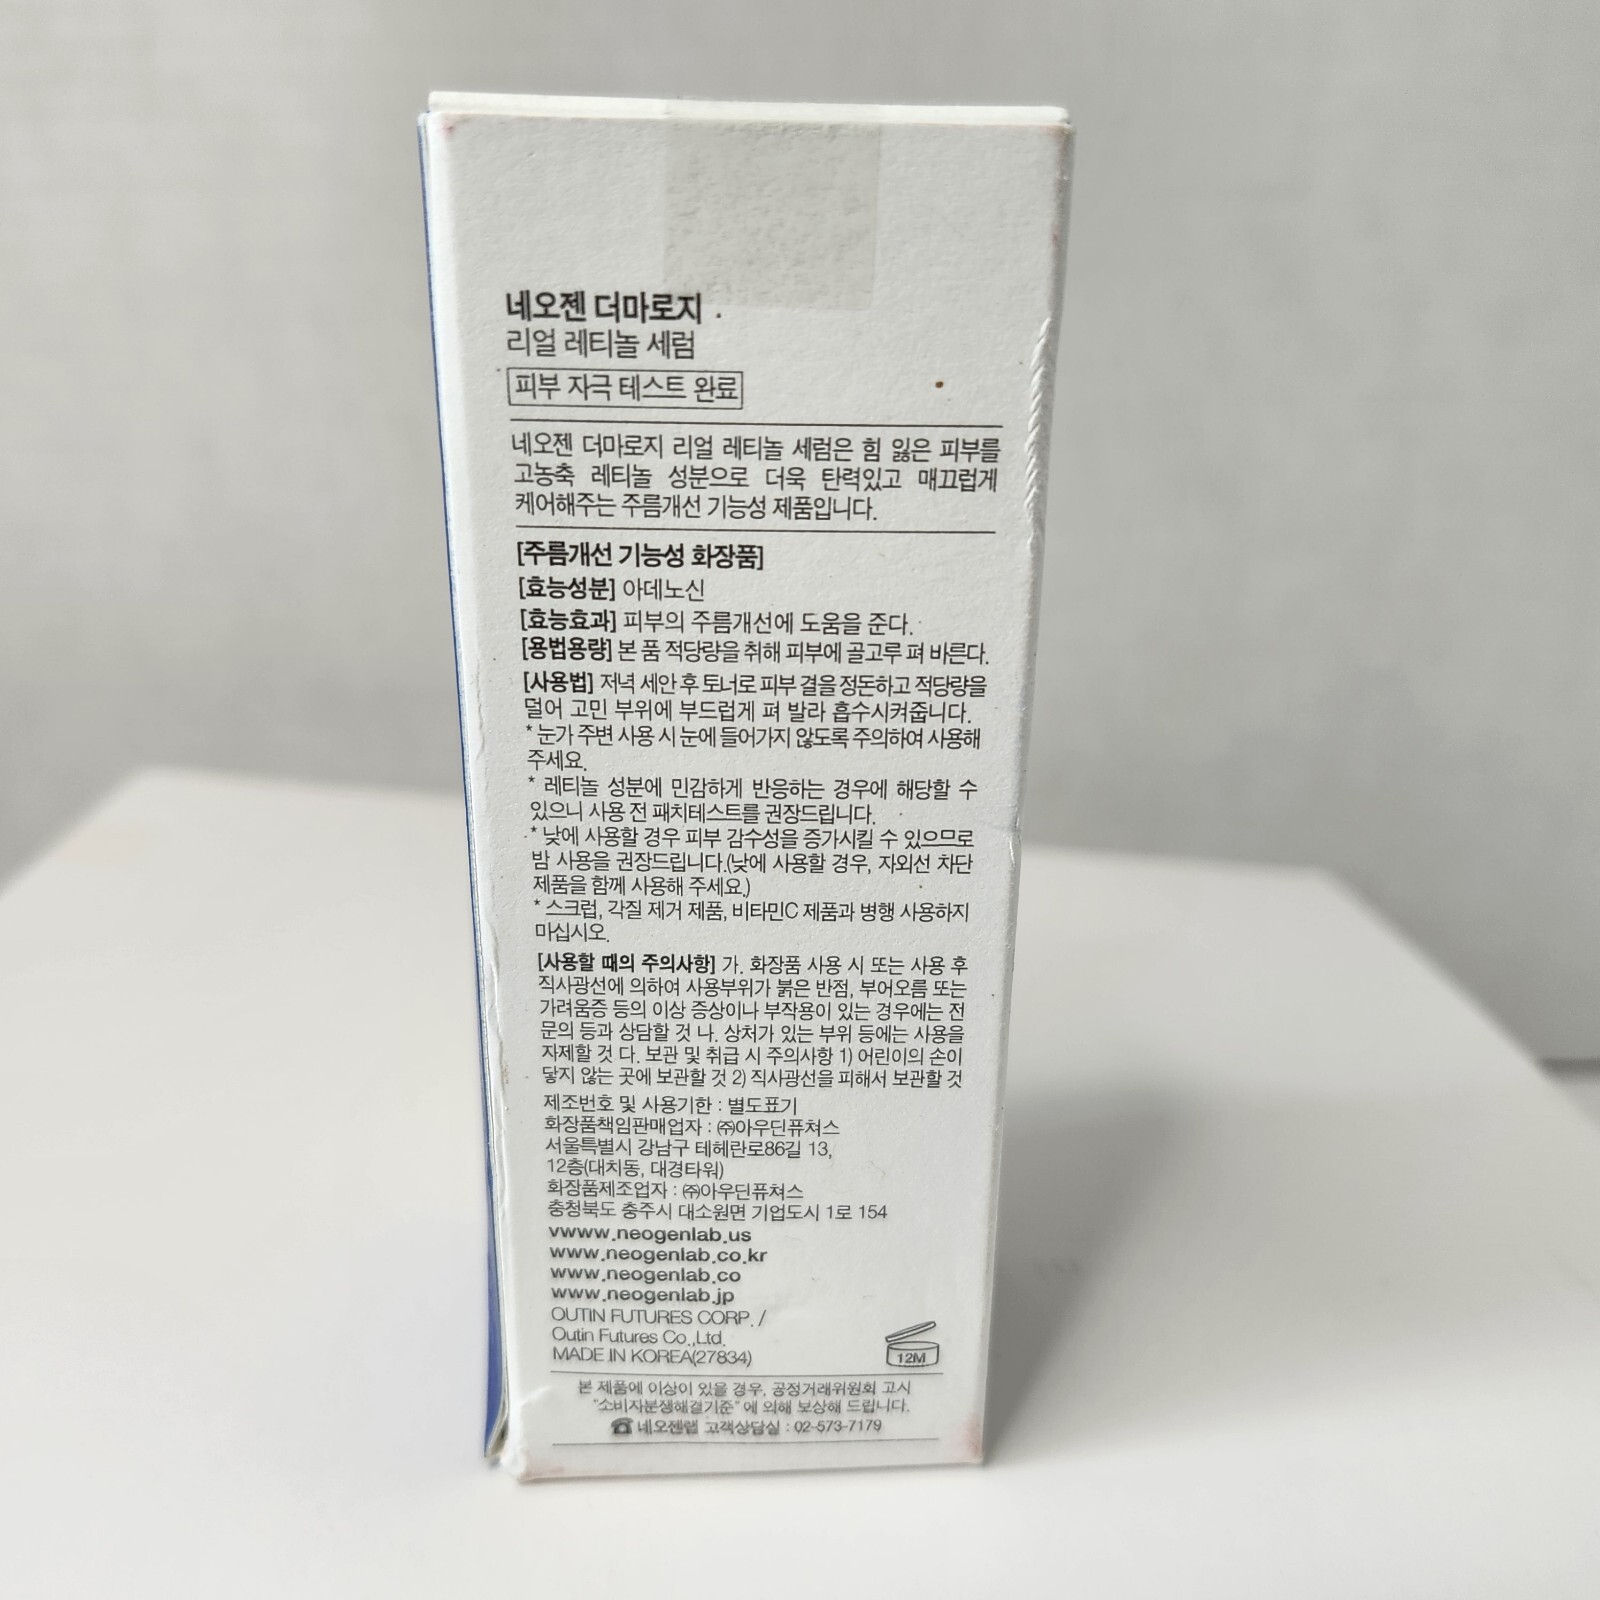 네오젠 더마로지
리얼 레티놀 세럼
피부 자극 테스트 완료
네오젠 더마로지 리얼 레티놀 세럼은 힘 잃은 피부를
고농축 레티놀 성분으로 더욱 탄력있고 매끄럽게
케어해주는 주름개선 기능성 제품입니다.
[주름개선 기능성 화장품]
[효능성분] 아데노신
[효능효과] 피부의 주름개선에 도움을 준다.
[용법용량] 본 품 적당량을 취해 피부에 골고루 펴 바른다.
[사용법] 저녁 세안 후 토너로 피부 결을 정돈하고 적당량을
덜어 고민 부위에 부드럽게 펴 발라 흡수시켜줍니다.
* 눈가 주변 사용 시 눈에 들어가지 않도록 주의하여 사용해
주세요.
* 레티놀 성분에 민감하게 반응하는 경우에 해당할 수
있으니 사용 전 패치테스트를 권장드립니다.
* 낮에 사용할 경우 피부 감수성을 증가시킬 수 있으므로
밤 사용을 권장드립니다.(낮에 사용할 경우, 자외선 차단
제품을 함께 사용해 주세요.)
* 스크럽, 각질 제거 제품, 비타민C 제품과 병행 사용하지
마십시오.
[사용할 때의 주의사항] 가. 화장품 사용 시 또는 사용 후
직사광선에 의하여 사용부위가 붉은 반점, 부어오름 또는
가려움증 등의 이상 증상이나 부작용이 있는 경우에는 전
문의 등과 상담할 것 나. 상처가 있는 부위 등에는 사용을
자제할 것 다. 보관 및 취급 시 주의사항 1) 어린이의 손이
닿지 않는 곳에 보관할 것 2) 직사광선을 피해서 보관할 것
제조번호 및 사용기한 : 별도표기
화장품책임판매업자 : ㈜아우딘퓨쳐스
서울특별시 강남구 테헤란로86길 13,
12층(대치동, 대경타워)
화장품제조업자 : ㈜아우딘퓨쳐스
충청북도 충주시 대소원면 기업도시 1로 154
www.neogenlab.us
www.neogenlab.co.kr
www.neogenlab.co
www.neogenlab.jp
OUTIN FUTURES CORP. /
Outin Futures Co.,Ltd.
MADE IN KOREA(27834)
12M
본 제품에 이상이 있을 경우, 공정거래위원회 고시
"소비자분쟁해결기준"에 의해 보상해 드립니다.
☎ 네오젠랩 고객상담실 : 02-573-7179